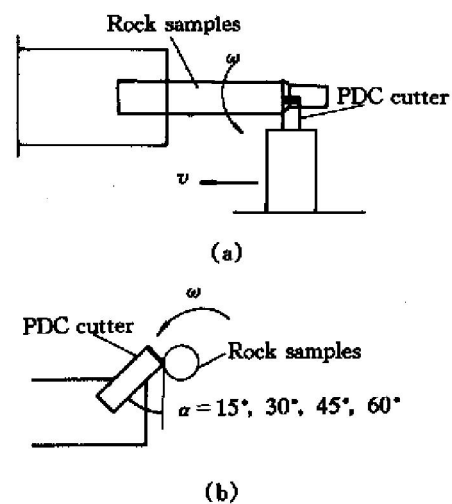 Rock samples
ω
PDC cutter
v
(a)
ω
PDC cutter
Rock samples
α = 15°, 30°, 45°, 60°
(b)